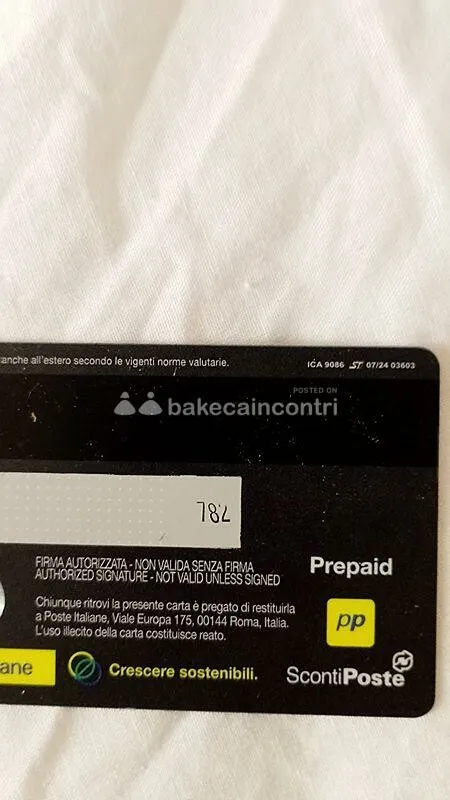 anche all'estero secondo le vigenti norme valutarie.
ICA 9086 ST 07/24 03603
POSTED ON
bakecaincontri
FIRMA AUTORIZZATA - NON VALIDA SENZA FIRMA
AUTHORIZED SIGNATURE - NOT VALID UNLESS SIGNED
Prepaid
Chiunque ritrovi la presente carta è pregato di restituirla
a Poste Italiane, Viale Europa 175, 00144 Roma, Italia.
L'uso illecito della carta costituisce reato.
pp
ane
Crescere sostenibili.
ScontiPoste